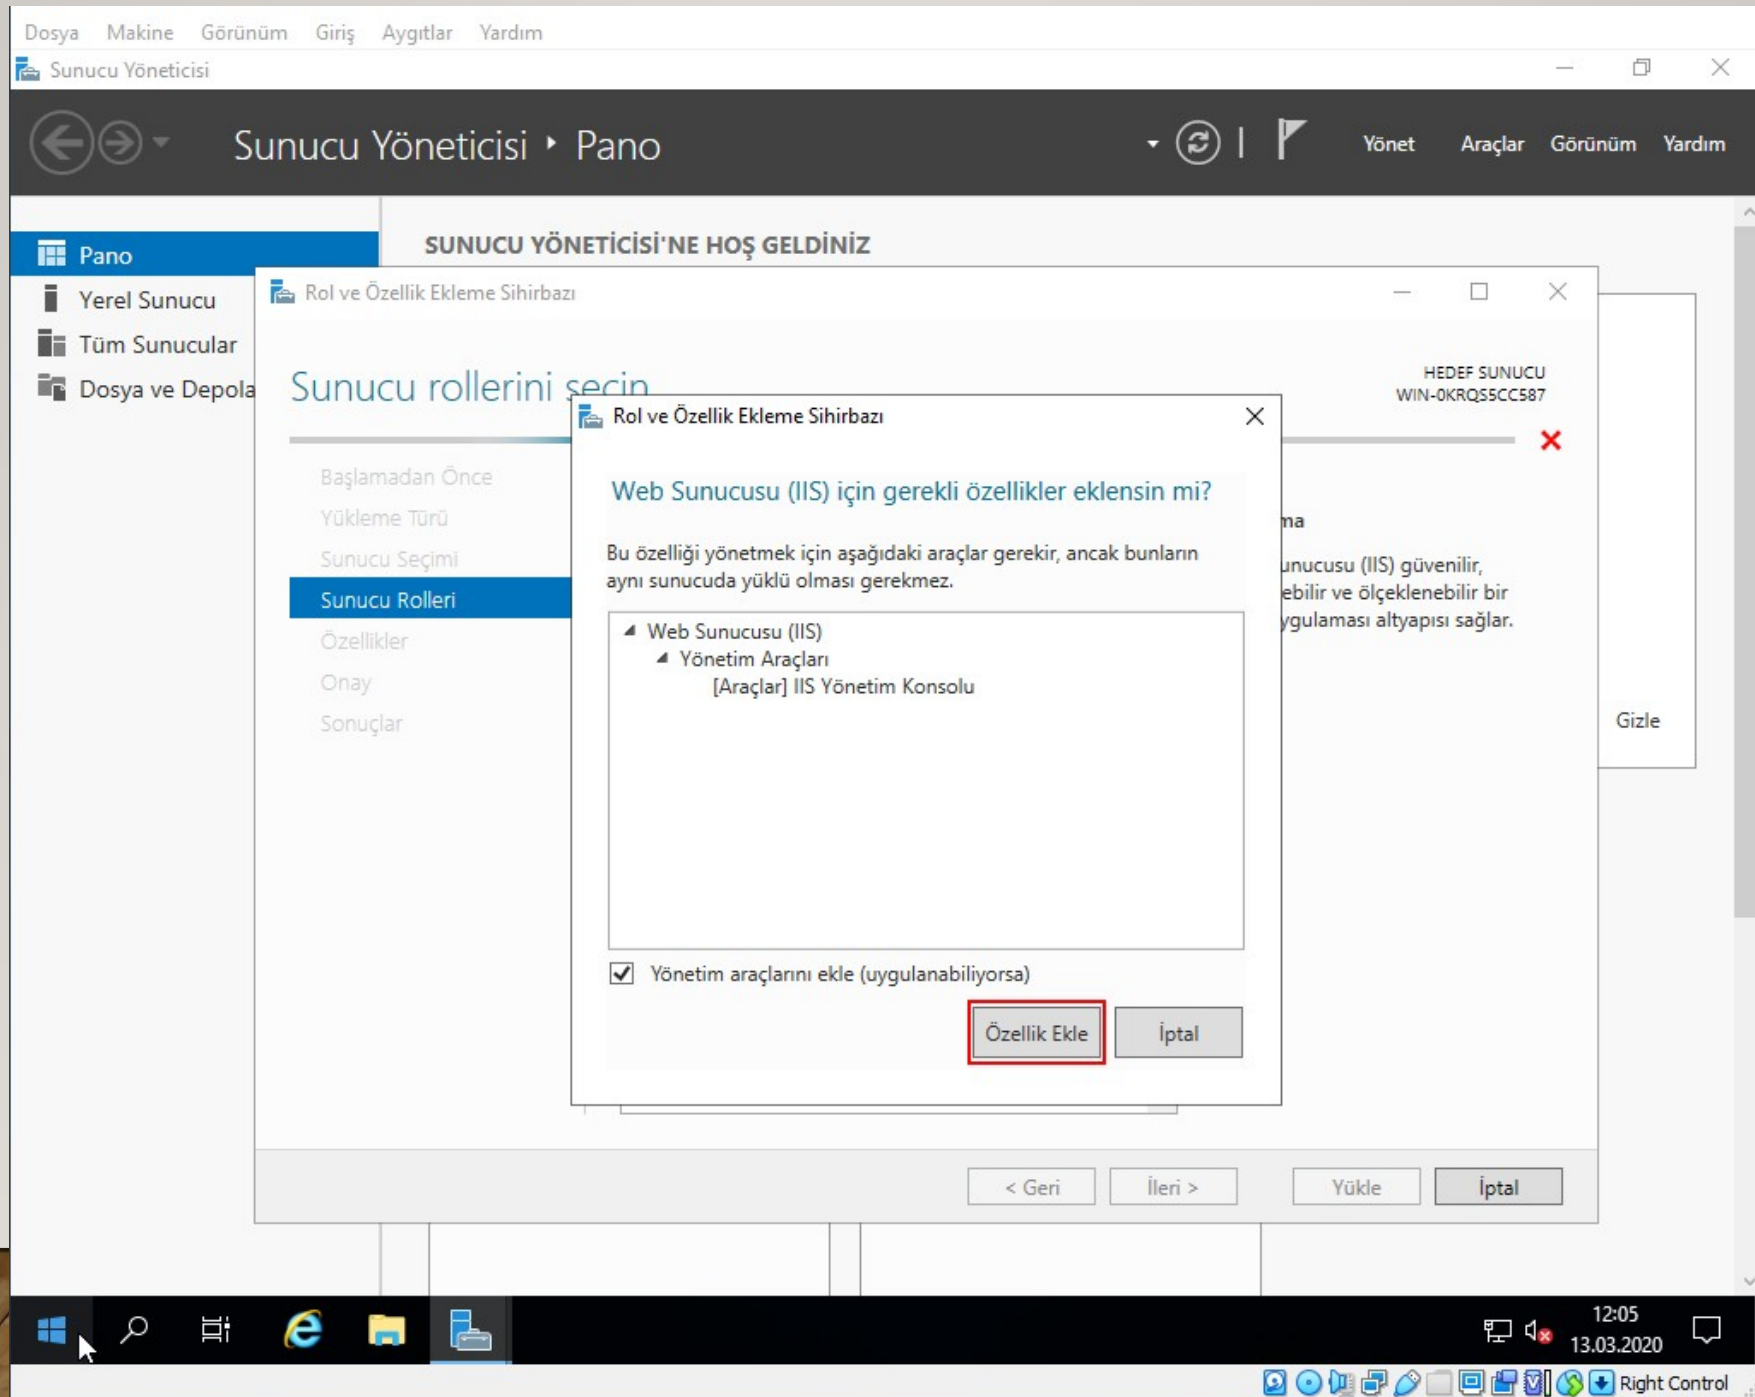 Dosya Makine Görünüm Giriş Aygıtlar Yardım
Sunucu Yöneticisi
Sunucu Yöneticisi Pano
Yönet Araçlar Görünüm Yardım
SUNUCU YÖNETİCİSİ'NE HOŞ GELDİNİZ
Pano
Yerel Sunucu
Tüm Sunucular
Dosya ve Depola
Rol ve Özellik Ekleme Sihirbazı
Sunucu rollerini seçin
HEDEF SUNUCU
WIN-0KRQS5CC587
Başlamadan Önce
Yükleme Türü
Sunucu Seçimi
Sunucu Rolleri
Özellikler
Onay
Sonuçlar
Rol ve Özellik Ekleme Sihirbazı
Web Sunucusu (IIS) için gerekli özellikler eklensin mi?
Bu özelliği yönetmek için aşağıdaki araçlar gerekir, ancak bunların
aynı sunucuda yüklü olması gerekmez.
Web Sunucusu (IIS)
Yönetim Araçları
[Araçlar] IIS Yönetim Konsolu
Yönetim araçlarını ekle (uygulanabiliyorsa)
Özellik Ekle İptal
ma
unucusu (IIS) güvenilir,
ebilir ve ölçeklenebilir bir
ygulaması altyapısı sağlar.
Gizle
< Geri İleri > Yükle İptal
12:05
13.03.2020
Right Control